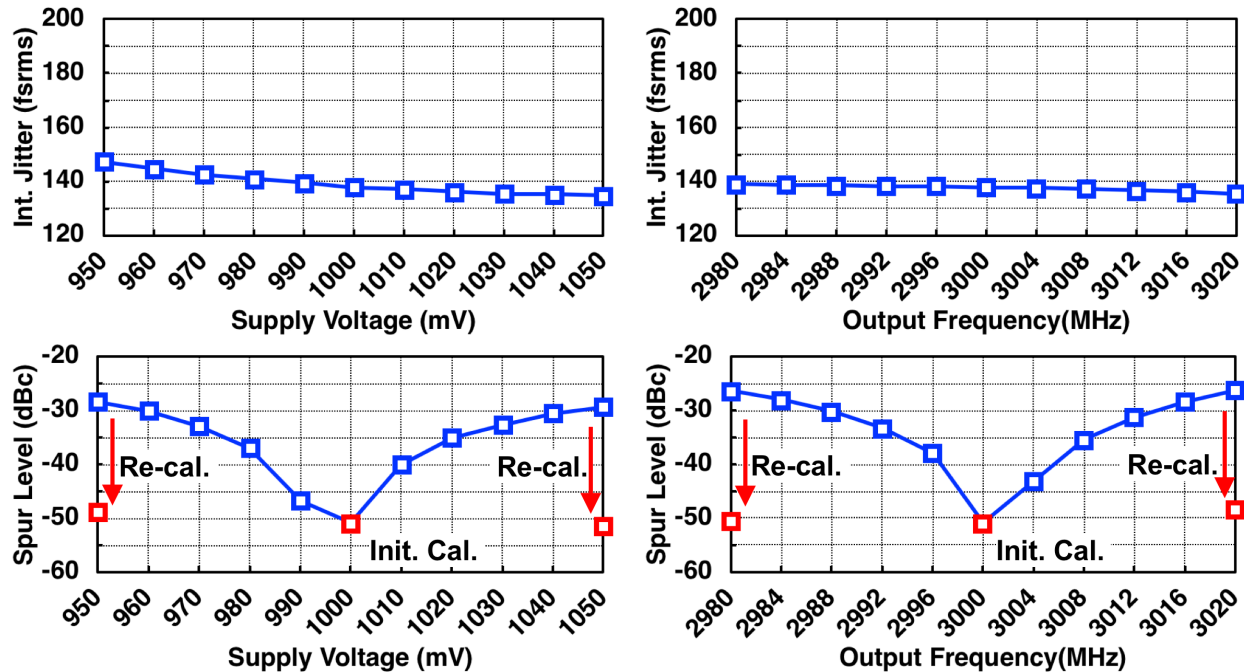 Int. Jitter (fsrms)
200
180
160
140
120
950 960 970 980 990 1000 1010 1020 1030 1040 1050
Supply Voltage (mV)
Int. Jitter (fsrms)
200
180
160
140
120
2980 2984 2988 2992 2996 3000 3004 3008 3012 3016 3020
Output Frequency(MHz)
Spur Level (dBc)
-20
-30
-40
-50
-60
Re-cal.
Re-cal.
Init. Cal.
950 960 970 980 990 1000 1010 1020 1030 1040 1050
Supply Voltage (mV)
Spur Level (dBc)
-20
-30
-40
-50
-60
Re-cal.
Re-cal.
Init. Cal.
2980 2984 2988 2992 2996 3000 3004 3008 3012 3016 3020
Output Frequency(MHz)